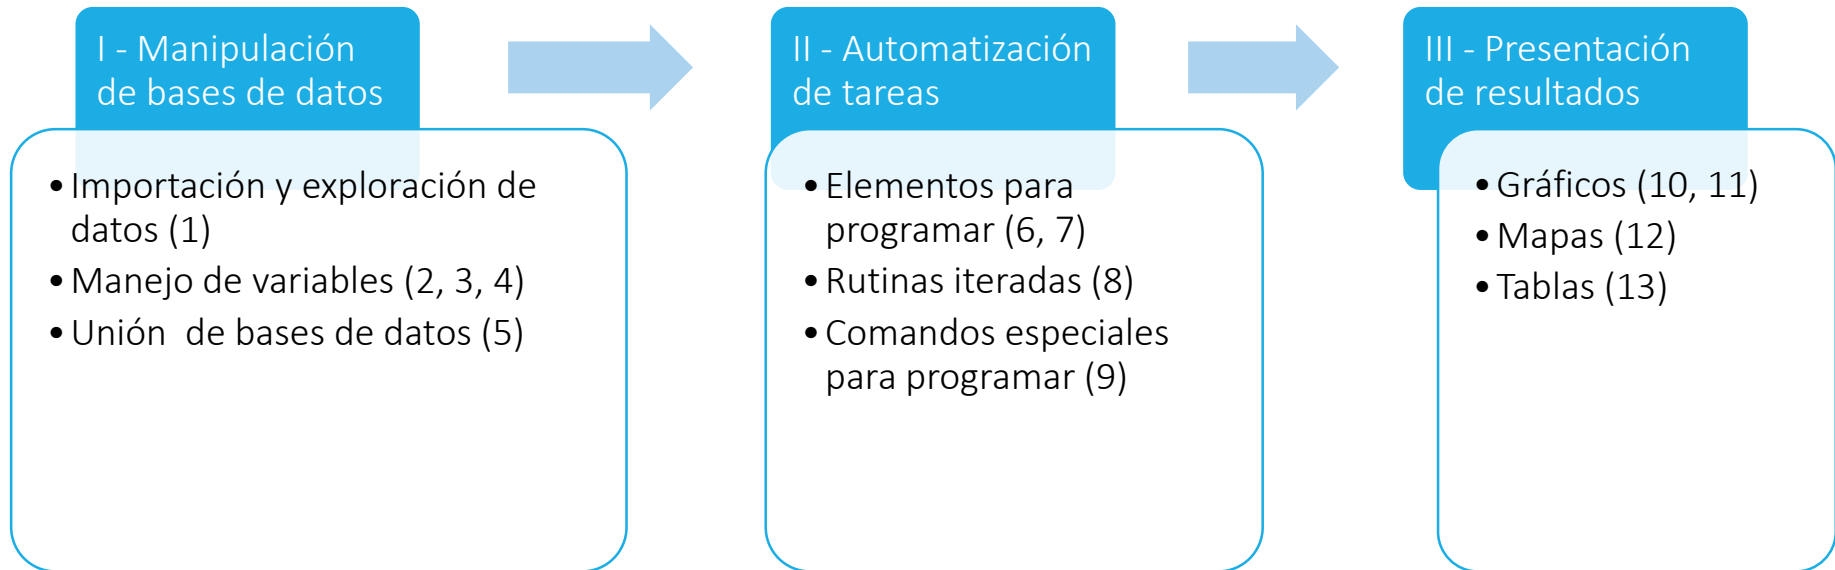 I - Manipulación
de bases de datos
• Importación y exploración de
datos (1)
• Manejo de variables (2, 3, 4)
• Unión  de bases de datos (5)
II - Automatización
de tareas
• Elementos para
programar (6, 7)
• Rutinas iteradas (8)
• Comandos especiales
para programar (9)
III - Presentación
de resultados
• Gráficos (10, 11)
• Mapas (12)
• Tablas (13)